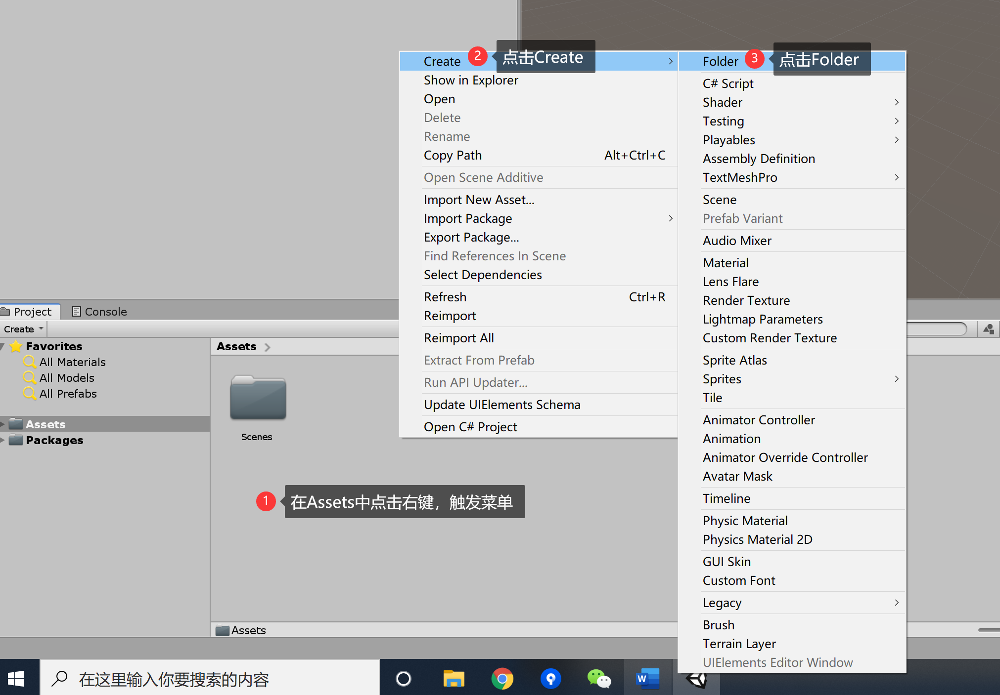 Create
2
点击Create
Show in Explorer
Open
Delete
Rename
Copy Path Alt+Ctrl+C
Open Scene Additive
Import New Asset...
Import Package
Export Package...
Find References In Scene
Select Dependencies
Refresh Ctrl+R
Reimport
Reimport All
Extract From Prefab
Run API Updater...
Update UIElements Schema
Open C# Project
Folder
3
点击Folder
C# Script
Shader
Testing
Playables
Assembly Definition
TextMeshPro
Scene
Prefab Variant
Audio Mixer
Material
Lens Flare
Render Texture
Lightmap Parameters
Custom Render Texture
Sprite Atlas
Sprites
Tile
Animator Controller
Animation
Animator Override Controller
Avatar Mask
Timeline
Physic Material
Physics Material 2D
GUI Skin
Custom Font
Legacy
Brush
Terrain Layer
UIElements Editor Window
Project
Console
Create
Favorites
All Materials
All Models
All Prefabs
Assets
Packages
Assets
Scenes
1
在Assets中点击右键，触发菜单
Assets
在这里输入你要搜索的内容
W